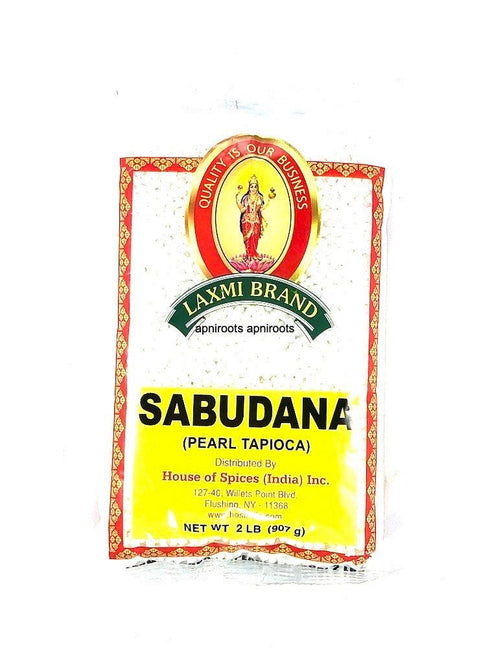 QUALITY IS OUR BUSINESS
LAXMI BRAND
apniroots apniroots
SABUDANA
(PEARL TAPIOCA)
Distributed By
House of Spices (India) Inc.
127-40, Willets Point Blvd.
Flushing, NY - 11368
NET WT 2 LB (907 g)